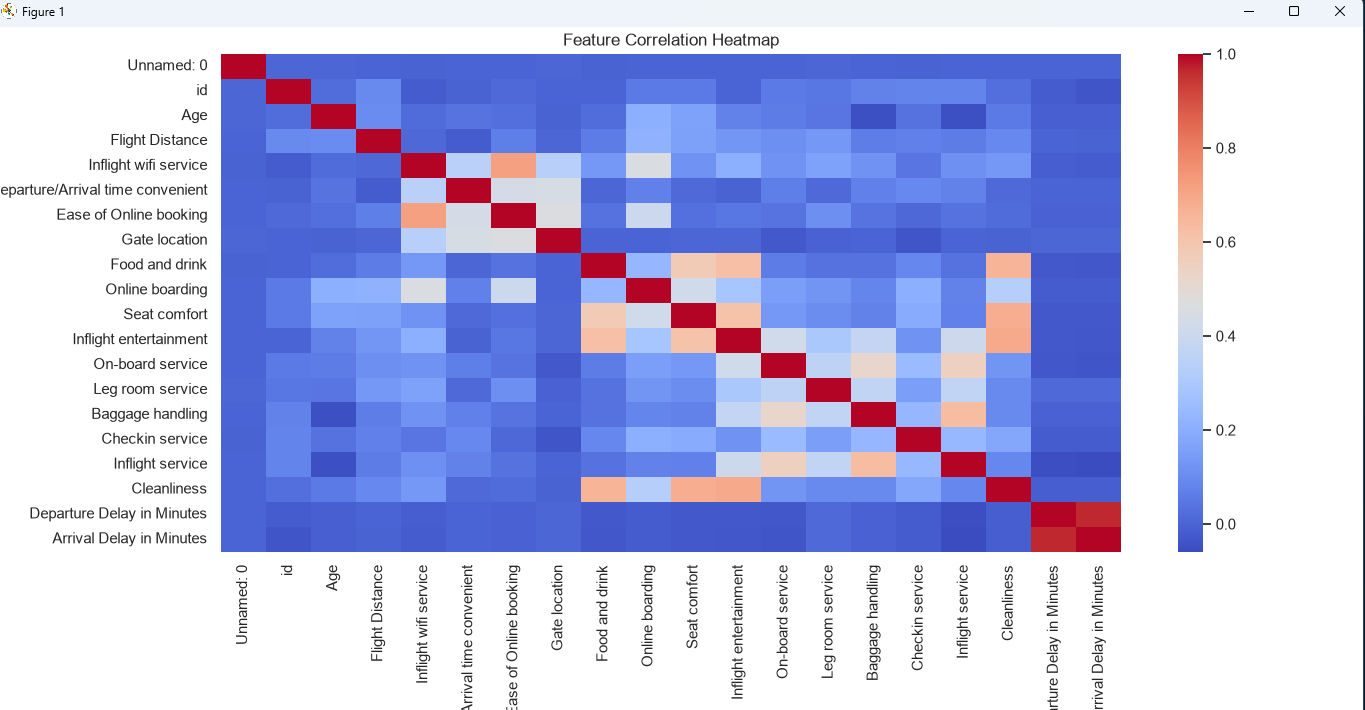 Figure 1
Feature Correlation Heatmap
Unnamed: 0
id
Age
Flight Distance
Inflight wifi service
eparture/Arrival time convenient
Ease of Online booking
Gate location
Food and drink
Online boarding
Seat comfort
Inflight entertainment
On-board service
Leg room service
Baggage handling
Checkin service
Inflight service
Cleanliness
Departure Delay in Minutes
Arrival Delay in Minutes
Unnamed: 0
id
Age
Flight Distance
Inflight wifi service
Arrival time convenient
Ease of Online booking
Gate location
Food and drink
Online boarding
Seat comfort
Inflight entertainment
On-board service
Leg room service
Baggage handling
Checkin service
Inflight service
Cleanliness
rture Delay in Minutes
rrival Delay in Minutes
1.0
0.8
0.6
0.4
0.2
0.0